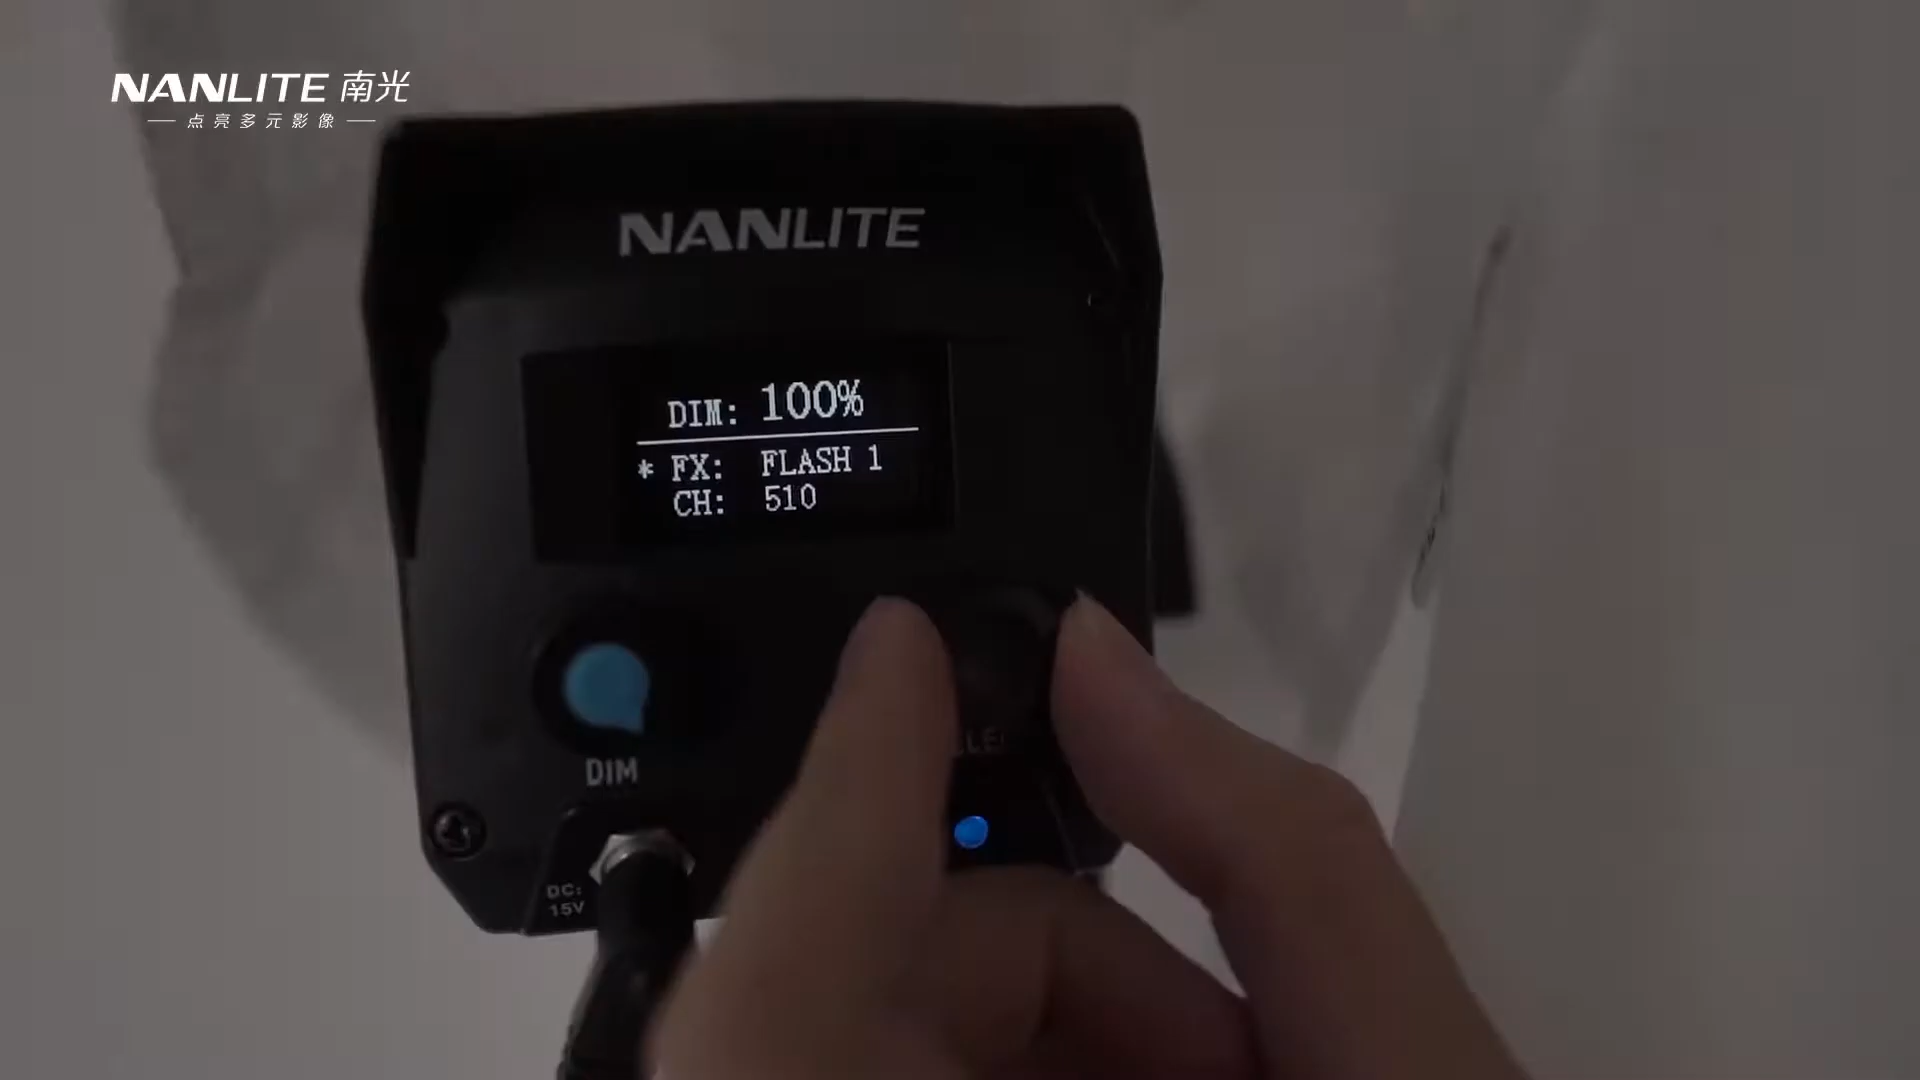 NANLITE 南光
点亮多元影像
NANLITE
DIM: 100%
* FX: FLASH 1
CH: 510
DIM
DC:
15V